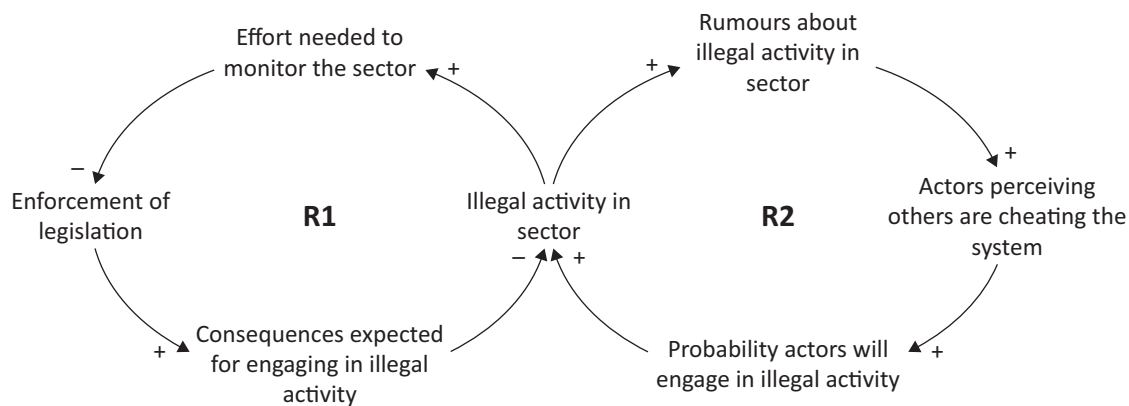 Effort needed to
monitor the sector
+
–
Enforcement of
legislation
R1
+
Consequences expected
for engaging in illegal
activity
–
Illegal activity in
sector
+
Rumours about
illegal activity in
sector
+
Actors perceiving
others are cheating the
system
R2
+
Probability actors will
engage in illegal activity
+